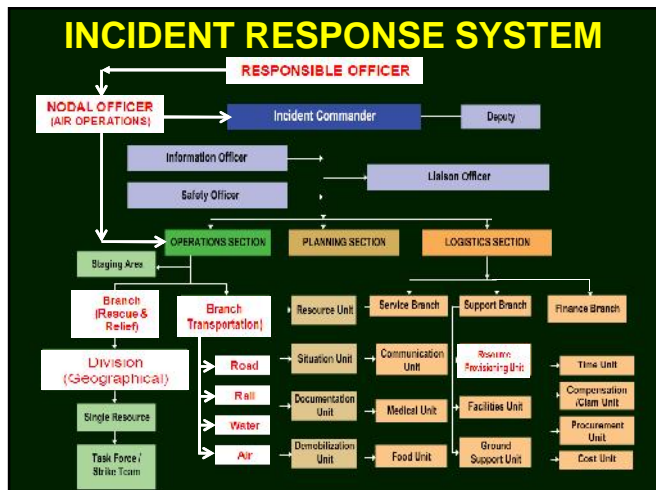 INCIDENT RESPONSE SYSTEM
RESPONSIBLE OFFICER
NODAL OFFICER
(AIR OPERATIONS)
Incident Commander
Deputy
Information Officer
Liaison Officer
Safety Officer
OPERATIONS SECTION
PLANNING SECTION
LOGISTICS SECTION
Staging Area
Branch
(Rescue &
Relief)
Branch
Transportation)
Resource Unit
Service Branch
Support Branch
Finance Branch
Division
(Geographical)
Road
Situation Unit
Communication
Unit
Resource
Provisioning Unit
Time Unit
Single Resource
Rail
Documentation
Unit
Medical Unit
Facilities Unit
Compensation
/Claim Unit
Water
Procurement
Unit
Task Force /
Strike Team
Air
Demobilization
Unit
Food Unit
Ground
Support Unit
Cost Unit